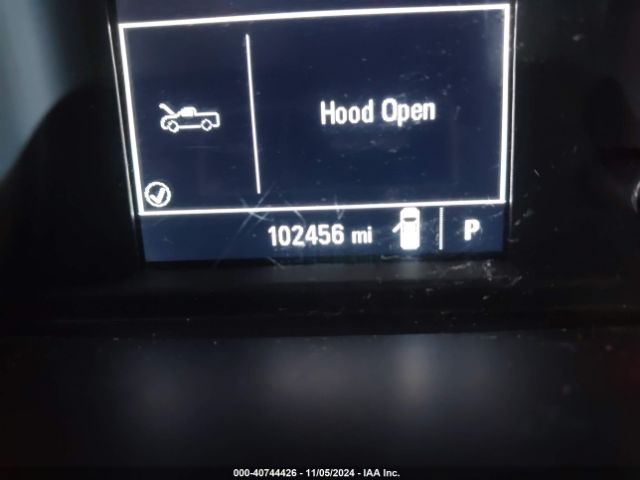 Hood Open
102456 mi P
000-40744426 - 11/05/2024 - IAA Inc.